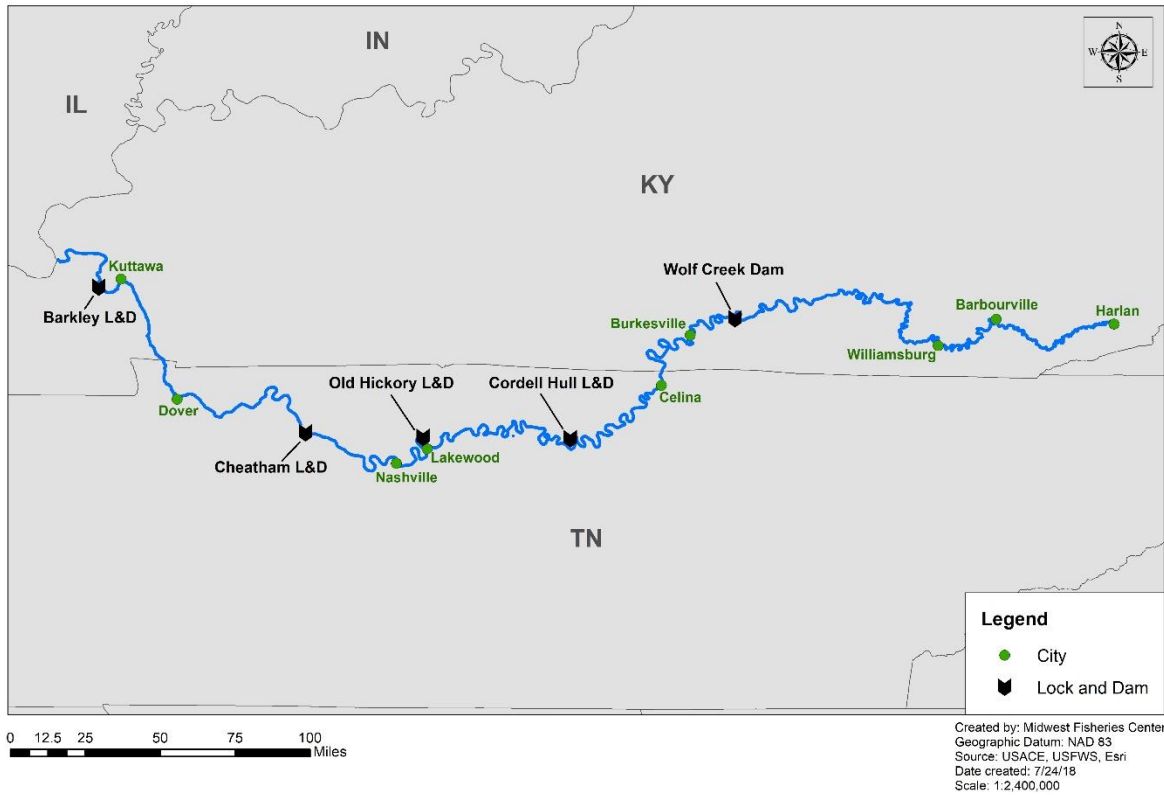 IN
N
W E
S
IL
KY
Kuttawa
Barkley L&D
Wolf Creek Dam
Burkesville
Barbourville
Harlan
Williamsburg
Old Hickory L&D
Cordell Hull L&D
Celina
Dover
Cheatham L&D
Lakewood
Nashville
TN
Legend
City
Lock and Dam
0 12.5 25 50 75 100
Miles
Created by: Midwest Fisheries Center
Geographic Datum: NAD 83
Source: USACE, USFWS, Esri
Date created: 7/24/18
Scale: 1:2,400,000